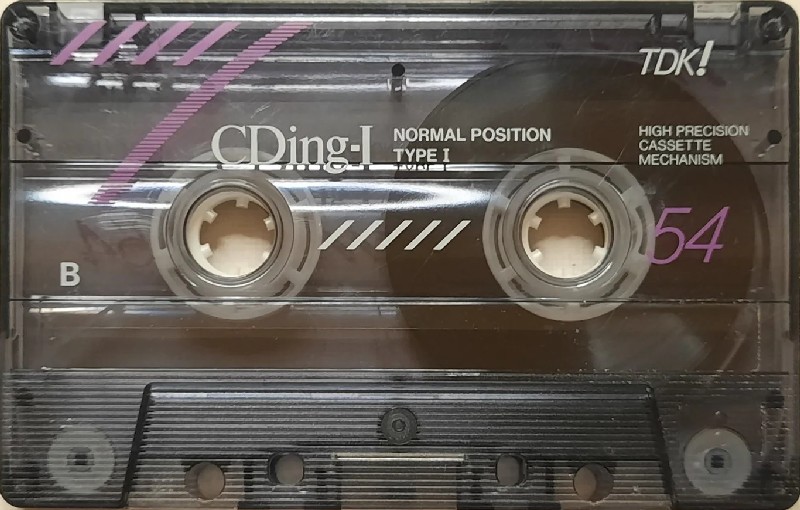 TDK!
CDing-I
NORMAL POSITION
TYPE I
HIGH PRECISION
CASSETTE
MECHANISM
54
B